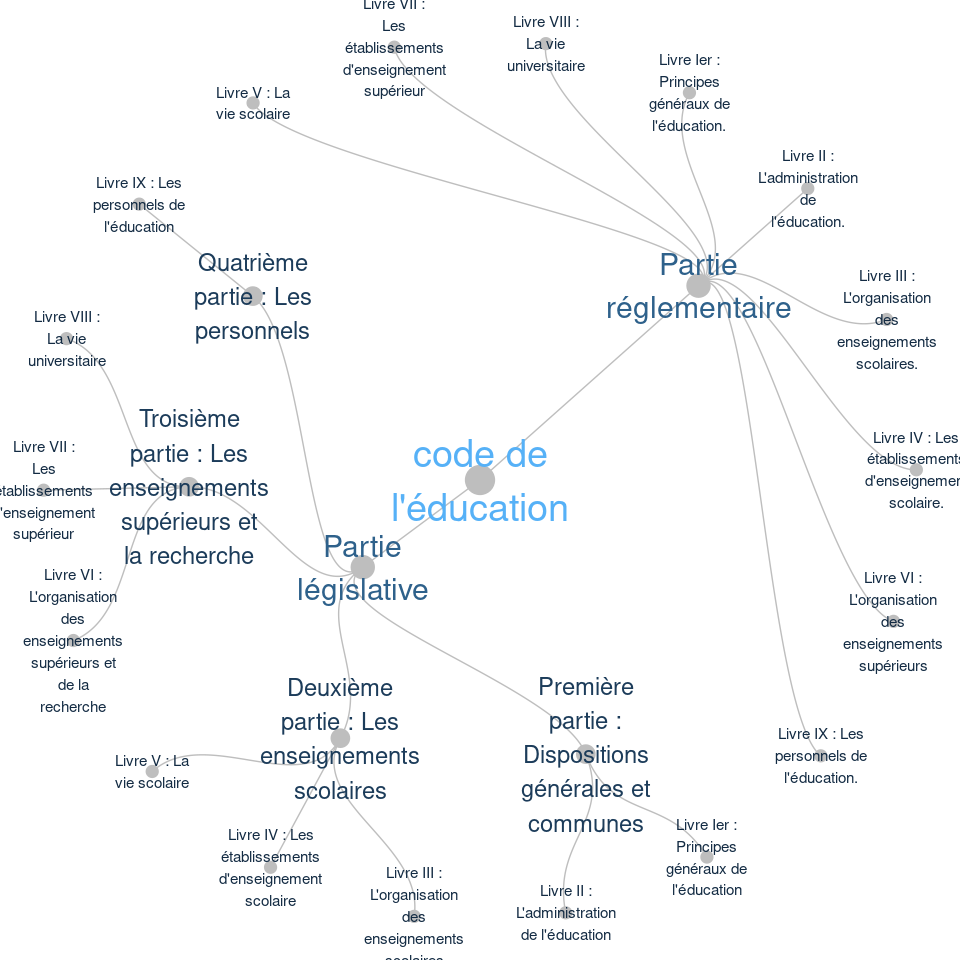 Livre VII :
Les
établissements
d'enseignement
supérieur
Livre VIII :
La vie
universitaire
Livre Ier :
Principes
généraux de
l'éducation.
Livre V : La
vie scolaire
Livre II :
L'administration
de
l'éducation.
Livre IX : Les
personnels de
l'éducation
Quatrième
partie : Les
personnels
Partie
réglementaire
Livre III :
L'organisation
des
enseignements
scolaires.
Livre VIII :
La vie
universitaire
Troisième
partie : Les
enseignements
supérieurs et
la recherche
code de
l'éducation
Livre IV : Les
établissements
d'enseignemen
scolaire.
Livre VII :
Les
établissements
'enseignement
supérieur
Partie
législative
Livre VI :
L'organisation
des
enseignements
supérieurs et
de la
recherche
Livre VI :
L'organisation
des
enseignements
supérieurs
Deuxième
partie : Les
enseignements
scolaires
Première
partie :
Dispositions
générales et
communes
Livre IX : Les
personnels de
l'éducation.
Livre V : La
vie scolaire
Livre IV : Les
établissements
d'enseignement
scolaire
Livre Ier :
Principes
généraux de
l'éducation
Livre III :
L'organisation
des
enseignements
scolaires
Livre II :
L'administration
de l'éducation